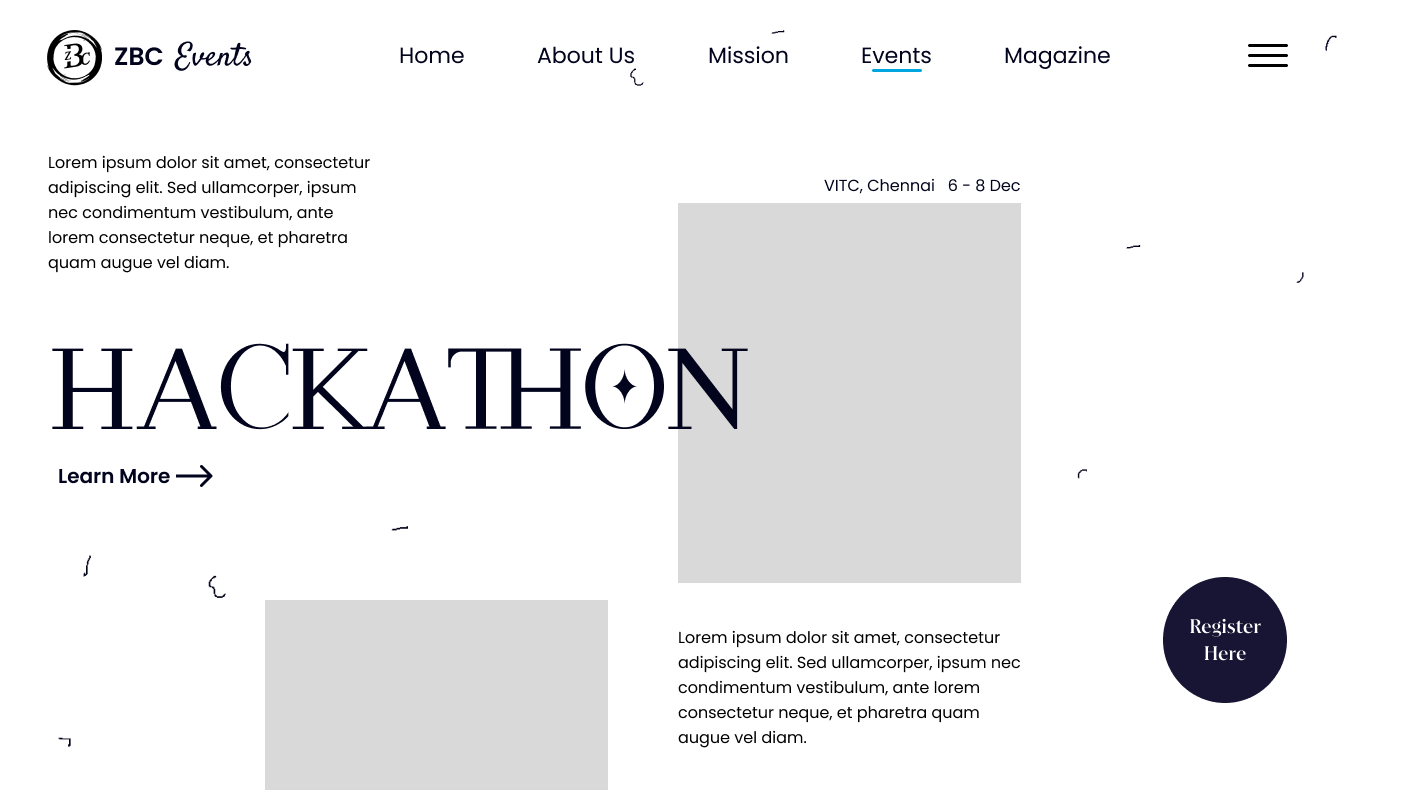 ZBC Events
Home
About Us
Mission
Events
Magazine
Lorem ipsum dolor sit amet, consectetur
adipiscing elit. Sed ullamcorper, ipsum
nec condimentum vestibulum, ante
lorem consectetur neque, et pharetra
quam augue vel diam.
VITC, Chennai 6 - 8 Dec
HACKATHON
Learn More
Lorem ipsum dolor sit amet, consectetur
adipiscing elit. Sed ullamcorper, ipsum nec
condimentum vestibulum, ante lorem
consectetur neque, et pharetra quam
augue vel diam.
Register
Here